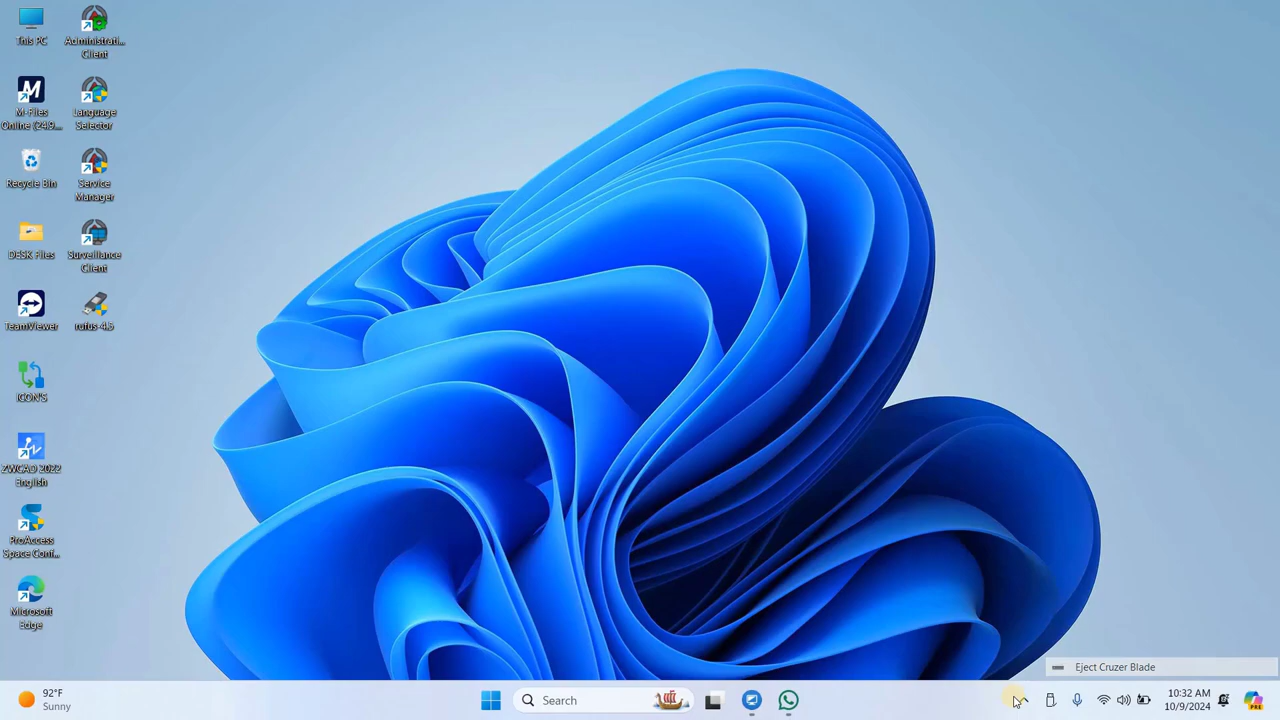 This PC
Administrati...
Client
M-Files
Online (24.9....
Language
Selector
Recycle Bin
Service
Manager
DESK Files
Surveillance
Client
TeamViewer
rufus-4.5
ICON'S
ZWCAD 2022
English
ProAccess
Space Conf...
Microsoft
Edge
Eject Cruzer Blade
92°F
Sunny
Search
10:32 AM
10/9/2024
PRE